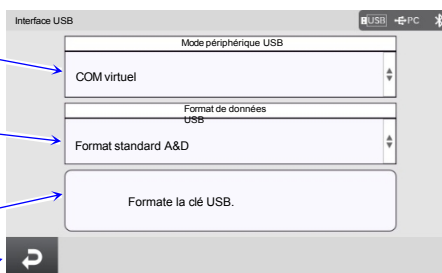 Interface USB
USB PC
Mode périphérique USB
COM virtuel
Format de données
USB
Format standard A&D
Formate la clé USB.